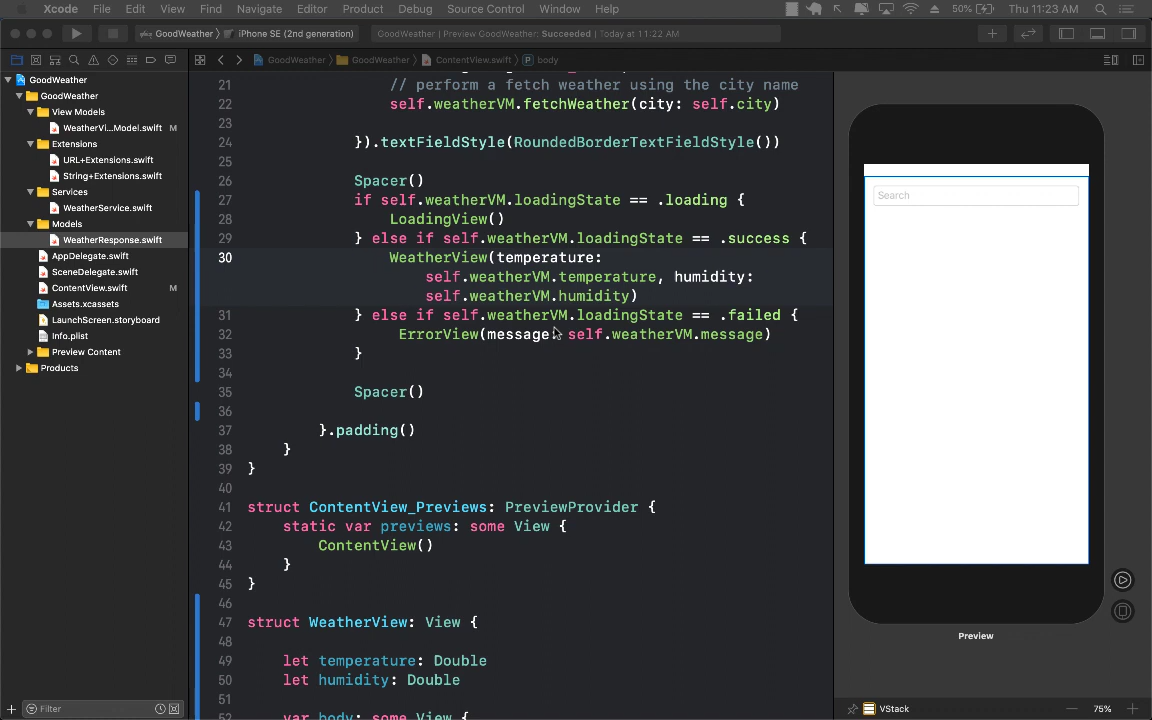 Xcode File Edit View Find Navigate Editor Product Debug Source Control Window Help 50% Thu 11:23 AM
GoodWeather iPhone SE (2nd generation) GoodWeather | Preview GoodWeather: Succeeded | Today at 11:22 AM
GoodWeather GoodWeather ContentView.swift body
GoodWeather
GoodWeather
View Models
WeatherVi...Model.swift M
Extensions
URL+Extensions.swift
String+Extensions.swift
Services
WeatherService.swift
Models
WeatherResponse.swift
AppDelegate.swift
SceneDelegate.swift
ContentView.swift M
Assets.xcassets
LaunchScreen.storyboard
Info.plist
Preview Content
Products
Filter
21 // perform a fetch weather using the city name
22 self.weatherVM.fetchWeather(city: self.city)
23
24 }).textFieldStyle(RoundedBorderTextFieldStyle())
25
26 Spacer()
27 if self.weatherVM.loadingState == .loading {
28 LoadingView()
29 } else if self.weatherVM.loadingState == .success {
30 WeatherView(temperature:
self.weatherVM.temperature, humidity:
self.weatherVM.humidity)
31 } else if self.weatherVM.loadingState == .failed {
32 ErrorView(message: self.weatherVM.message)
33 }
34
35 Spacer()
36
37 }.padding()
38 }
39 }
40
41 struct ContentView_Previews: PreviewProvider {
42 static var previews: some View {
43 ContentView()
44 }
45 }
46
47 struct WeatherView: View {
48
49 let temperature: Double
50 let humidity: Double
51
52 var body: some View {
Search
Preview
VStack 75%